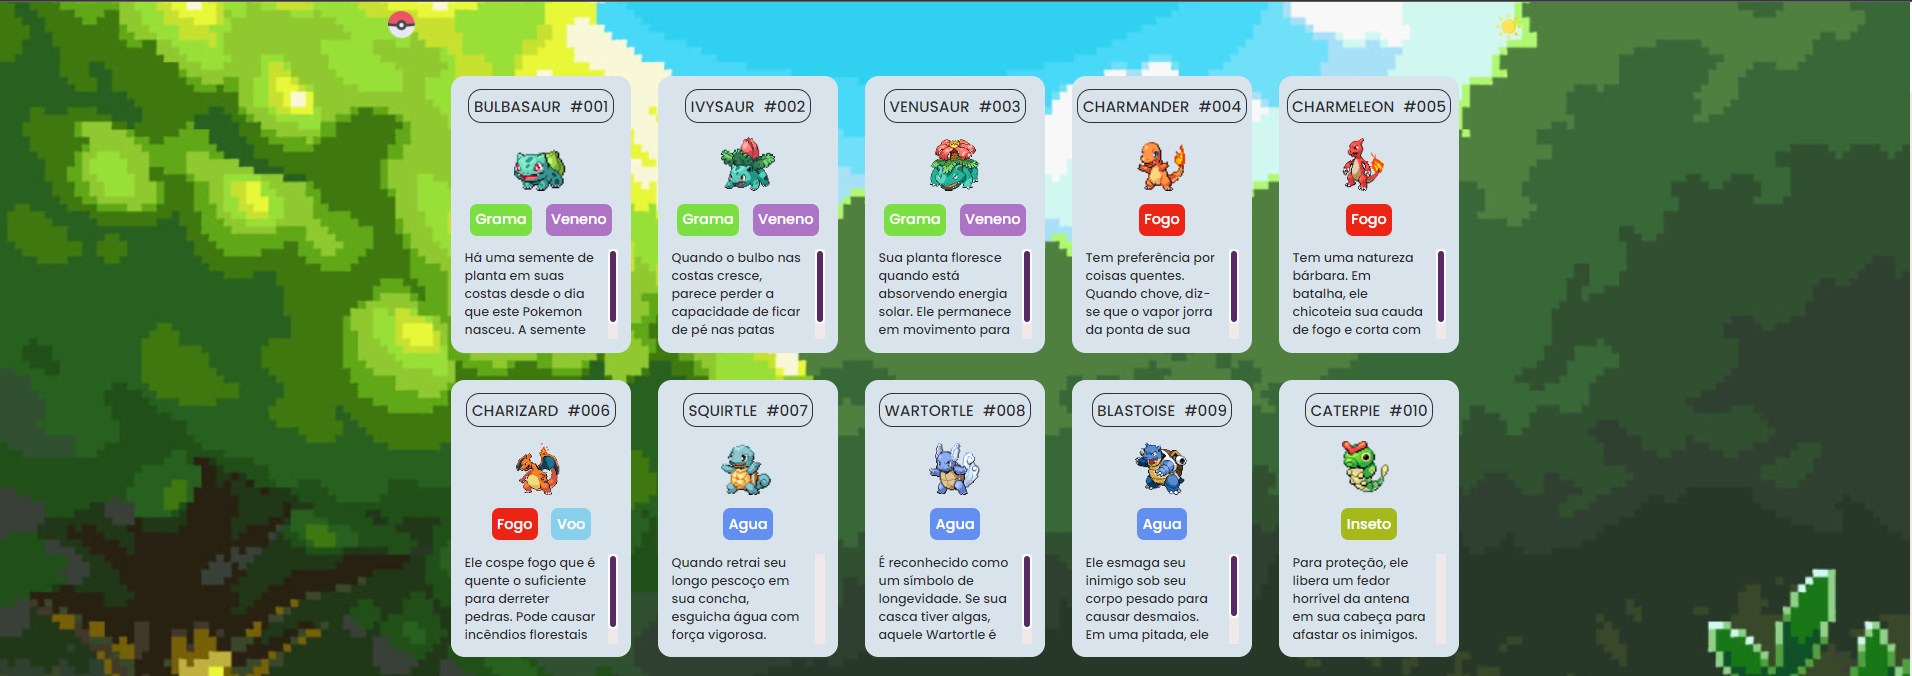 BULBASAUR #001
Grama Veneno
Há uma semente de
planta em suas
costas desde o dia
que este Pokemon
nasceu. A semente
IVYSAUR #002
Grama Veneno
Quando o bulbo nas
costas cresce,
parece perder a
capacidade de ficar
de pé nas patas
VENUSAUR #003
Grama Veneno
Sua planta floresce
quando está
absorvendo energia
solar. Ele permanece
em movimento para
CHARMANDER #004
Fogo
Tem preferência por
coisas quentes.
Quando chove, diz-
se que o vapor jorra
da ponta de sua
CHARMELEON #005
Fogo
Tem uma natureza
bárbara. Em
batalha, ele
chicoteia sua cauda
de fogo e corta com
CHARIZARD #006
Fogo Voo
Ele cospe fogo que é
quente o suficiente
para derreter
pedras. Pode causar
incêndios florestais
SQUIRTLE #007
Agua
Quando retrai seu
longo pescoço em
sua concha,
esguicha água com
força vigorosa.
WARTORTLE #008
Agua
É reconhecido como
um símbolo de
longevidade. Se sua
casca tiver algas,
aquele Wartortle é
BLASTOISE #009
Agua
Ele esmaga seu
inimigo sob seu
corpo pesado para
causar desmaios.
Em uma pitada, ele
CATERPIE #010
Inseto
Para proteção, ele
libera um fedor
horrível da antena
em sua cabeça para
afastar os inimigos.